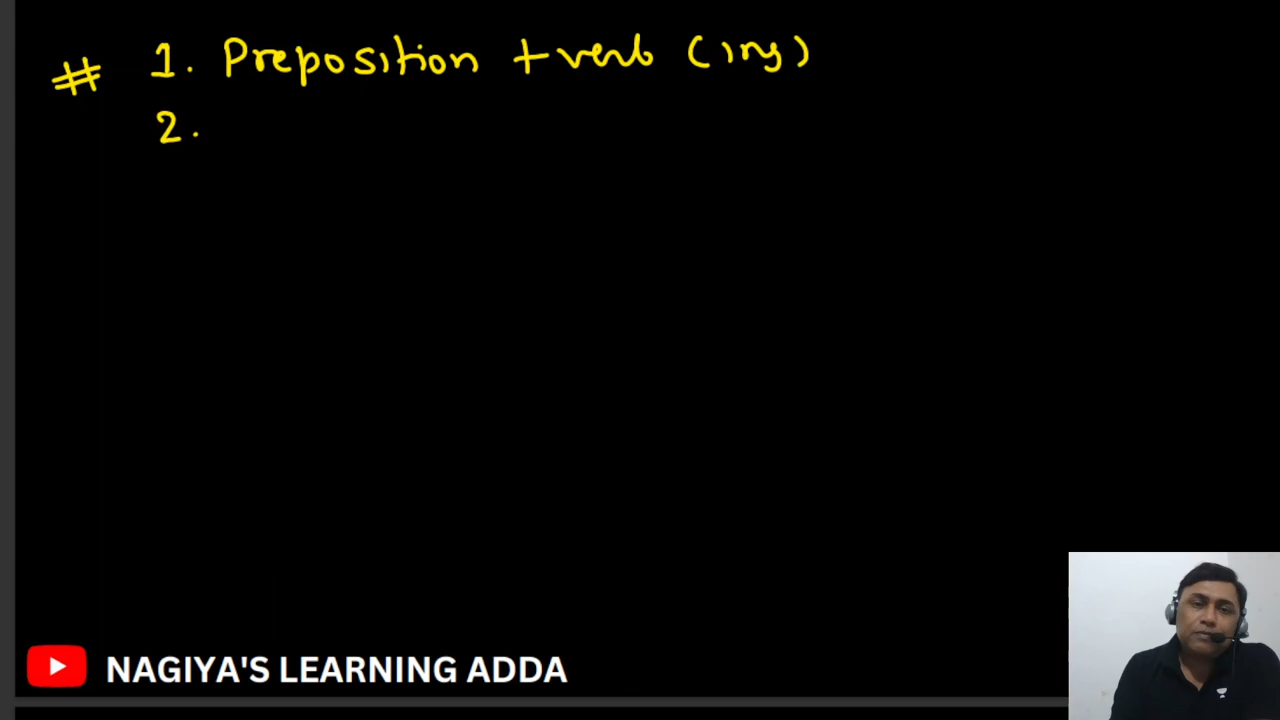 # 1. Preposition + verb (ing)
2.
NAGIYA'S LEARNING ADDA